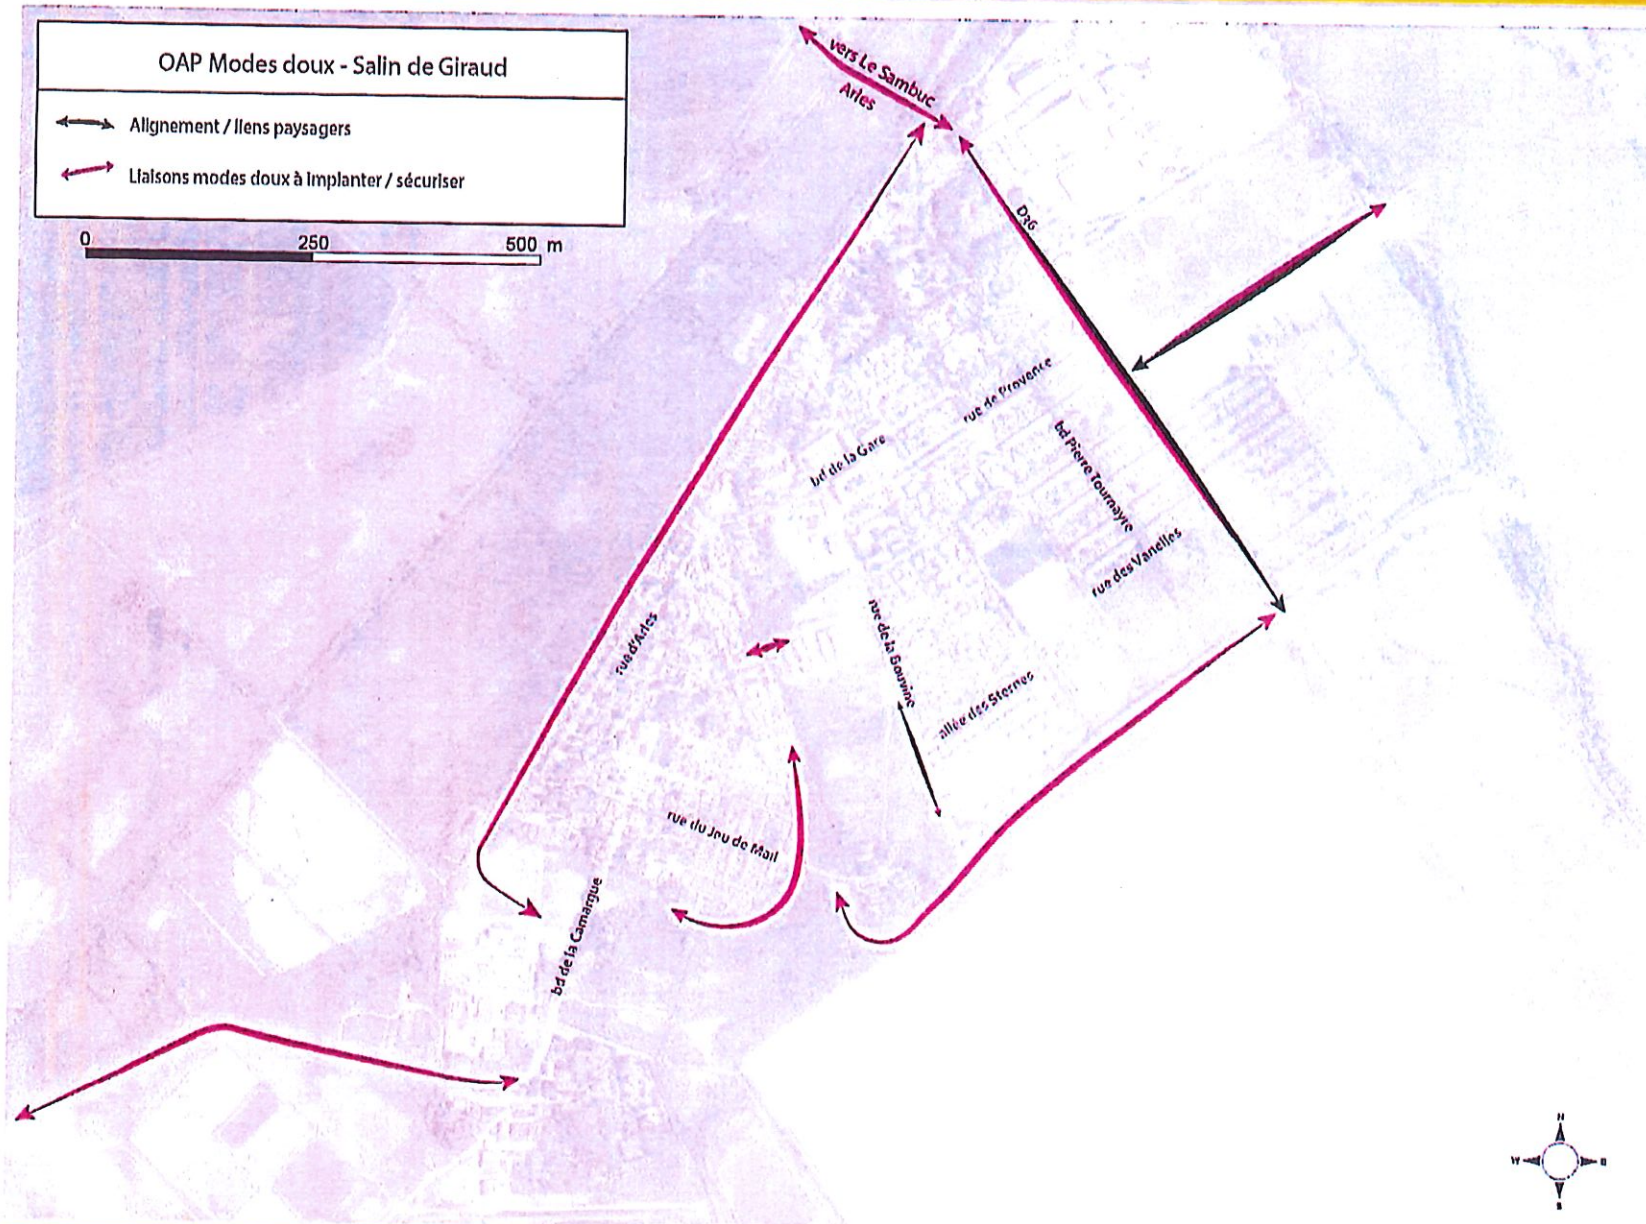 OAP Modes doux - Salin de Giraud
Alignement / liens paysagers
Liaisons modes doux à implanter / sécuriser
0 250 500 m
vers Le Sambuc
Arles
D36
rue de Provence
bd de la Gare
bd Pierre Tournayre
rue des Vanelles
rue d'Arles
rue de la Bouvine
allée des Sternes
rue du Jeu de Mail
bd de la Camargue
N
W
S